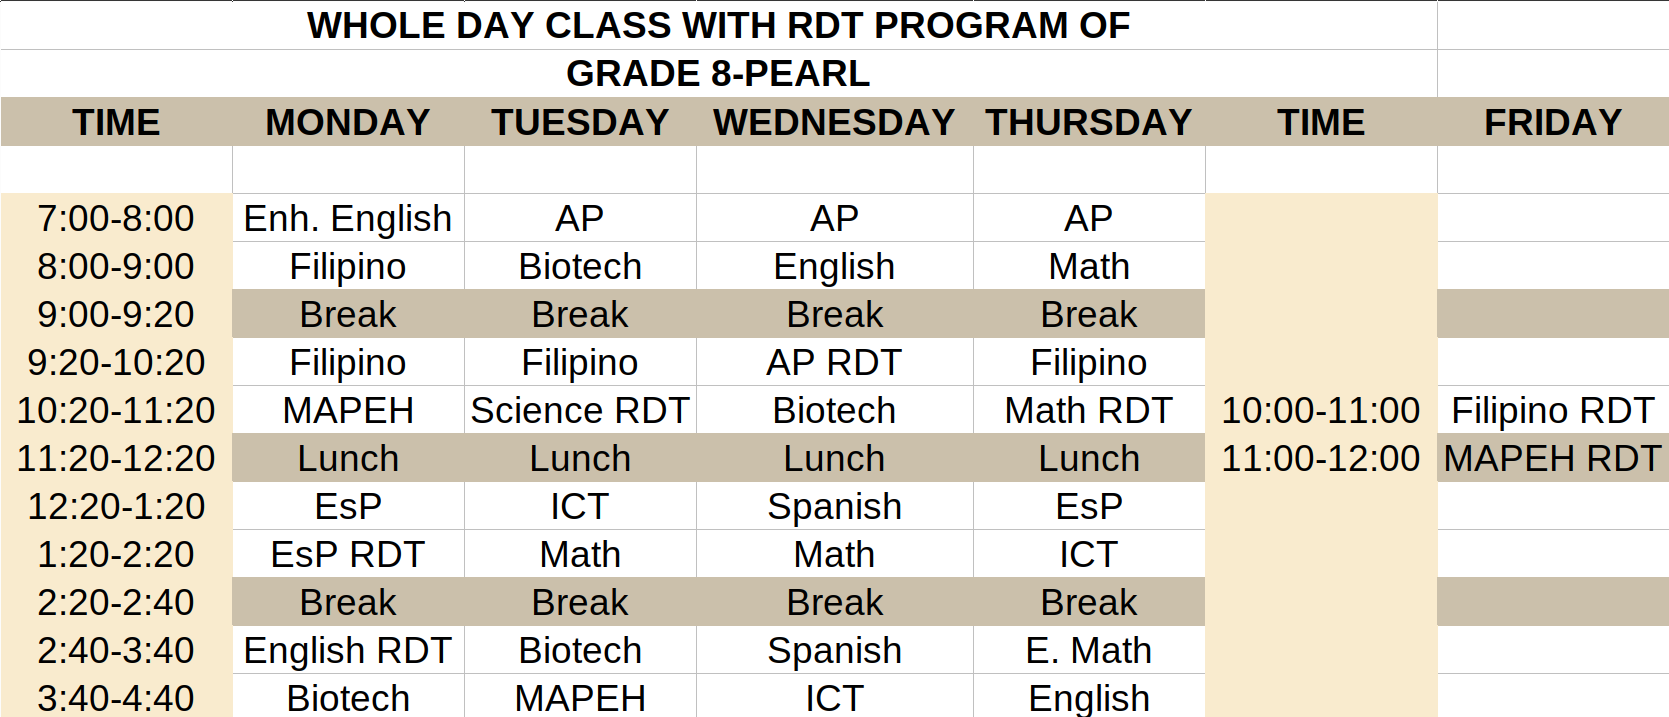 WHOLE DAY CLASS WITH RDT PROGRAM OF
GRADE 8-PEARL
TIME MONDAY TUESDAY WEDNESDAY THURSDAY TIME FRIDAY
7:00-8:00 Enh. English AP AP AP
8:00-9:00 Filipino Biotech English Math
9:00-9:20 Break Break Break Break
9:20-10:20 Filipino Filipino AP RDT Filipino
10:20-11:20 MAPEH Science RDT Biotech Math RDT 10:00-11:00 Filipino RDT
11:20-12:20 Lunch Lunch Lunch Lunch 11:00-12:00 MAPEH RDT
12:20-1:20 EsP ICT Spanish EsP
1:20-2:20 EsP RDT Math Math ICT
2:20-2:40 Break Break Break Break
2:40-3:40 English RDT Biotech Spanish E. Math
3:40-4:40 Biotech MAPEH ICT English